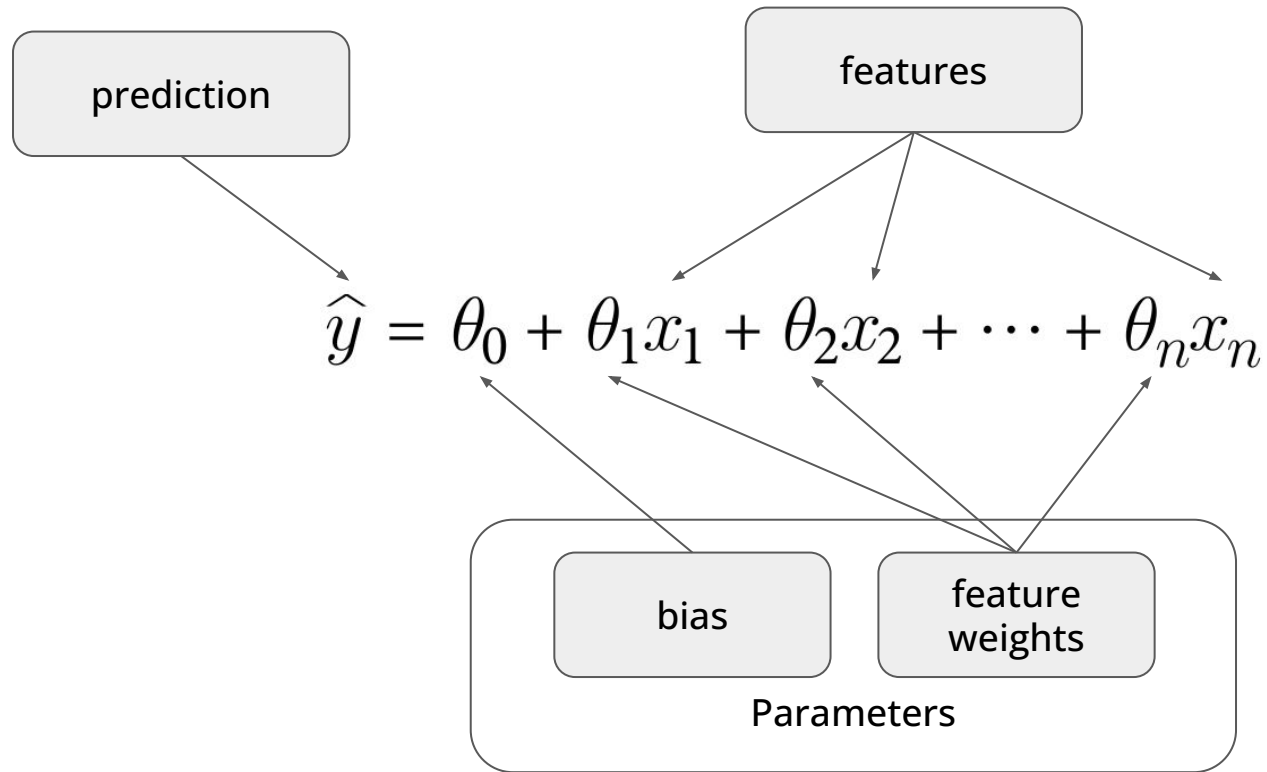 prediction
features
ŷ = θ₀ + θ₁x₁ + θ₂x₂ + ⋯ + θₙxₙ
bias
feature
weights
Parameters